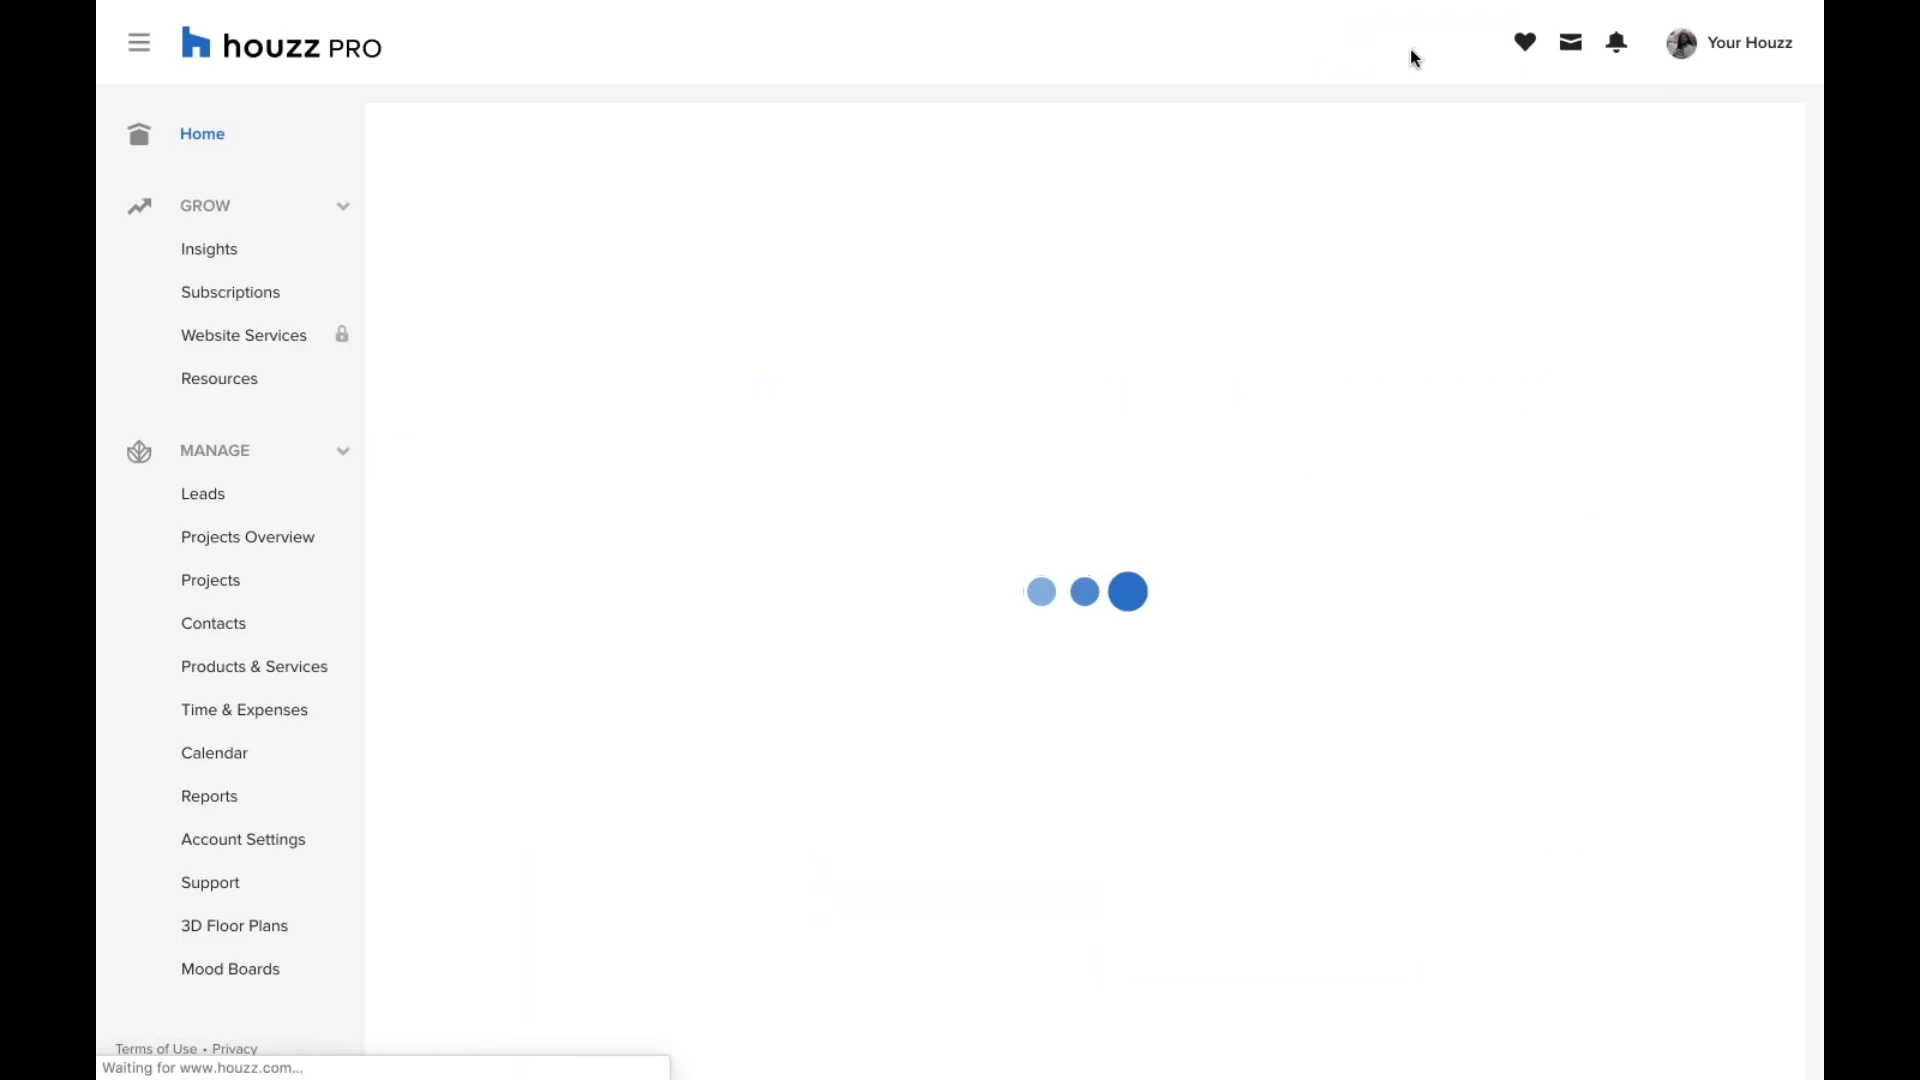 houzz PRO
Your Houzz
Home
GROW
Insights
Subscriptions
Website Services
Resources
MANAGE
Leads
Projects Overview
Projects
Contacts
Products & Services
Time & Expenses
Calendar
Reports
Account Settings
Support
3D Floor Plans
Mood Boards
Terms of Use • Privacy
Waiting for www.houzz.com...